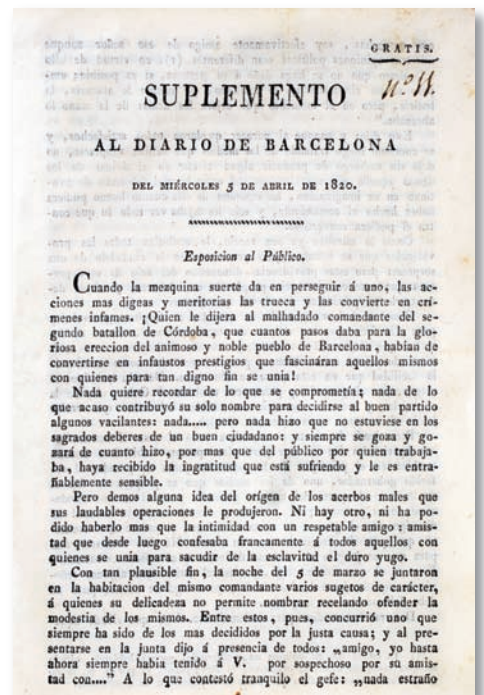 GRATIS.
nº 11.
SUPLEMENTO
AL DIARIO DE BARCELONA
DEL MIÉRCOLES 5 DE ABRIL DE 1820.
Esposicion al Público.
Cuando la mezquina suerte da en perseguir á uno, las ac-
ciones mas dignas y meritorias las trueca y las convierte en crí-
menes infames. ¡Quien le dijera al malhadado comandante del se-
gundo batallon de Córdoba, que cuantos pasos daba para la glo-
riosa ereccion del animoso y noble pueblo de Barcelona, habian de
convertirse en infaustos prestigios que fascináran aquellos mismos
con quienes para tan digno fin se unia!
Nada quiere recordar de lo que se comprometía; nada de lo
que acaso contribuyó su solo nombre para decidirse al buen partido
algunos vacilantes: nada..... pero nada hizo que no estuviese en los
sagrados deberes de un buen ciudadano: y siempre se goza y go-
zará de cuanto hizo, por mas que del público por quien trabaja-
ba, haya recibido la ingratitud que está sufriendo y le es entra-
ñablemente sensible.
Pero demos alguna idea del orígen de los acerbos males que
sus laudables operaciones le produjeron. Ni hay otro, ni ha po-
dido haberlo mas que la intimidad con un respetable amigo: amis-
tad que desde luego confesaba francamente á todos aquellos con
quienes se unia para sacudir de la esclavitud el duro yugo.
Con tan plausible fin, la noche del 5 de marzo se juntaron
en la habitacion del mismo comandante varios sugetos de carácter,
á quienes su delicadeza no permite nombrar recelando ofender la
modestia de los mismos. Entre estos, pues, concurrió uno que
siempre ha sido de los mas decididos por la justa causa; y al pre-
sentarse en la junta dijo á presencia de todos: „amigo, yo hasta
ahora siempre habia tenido á V. por sospechoso por su amis-
tad con....” A lo que contestó tranquilo el gefe: „nada estraño